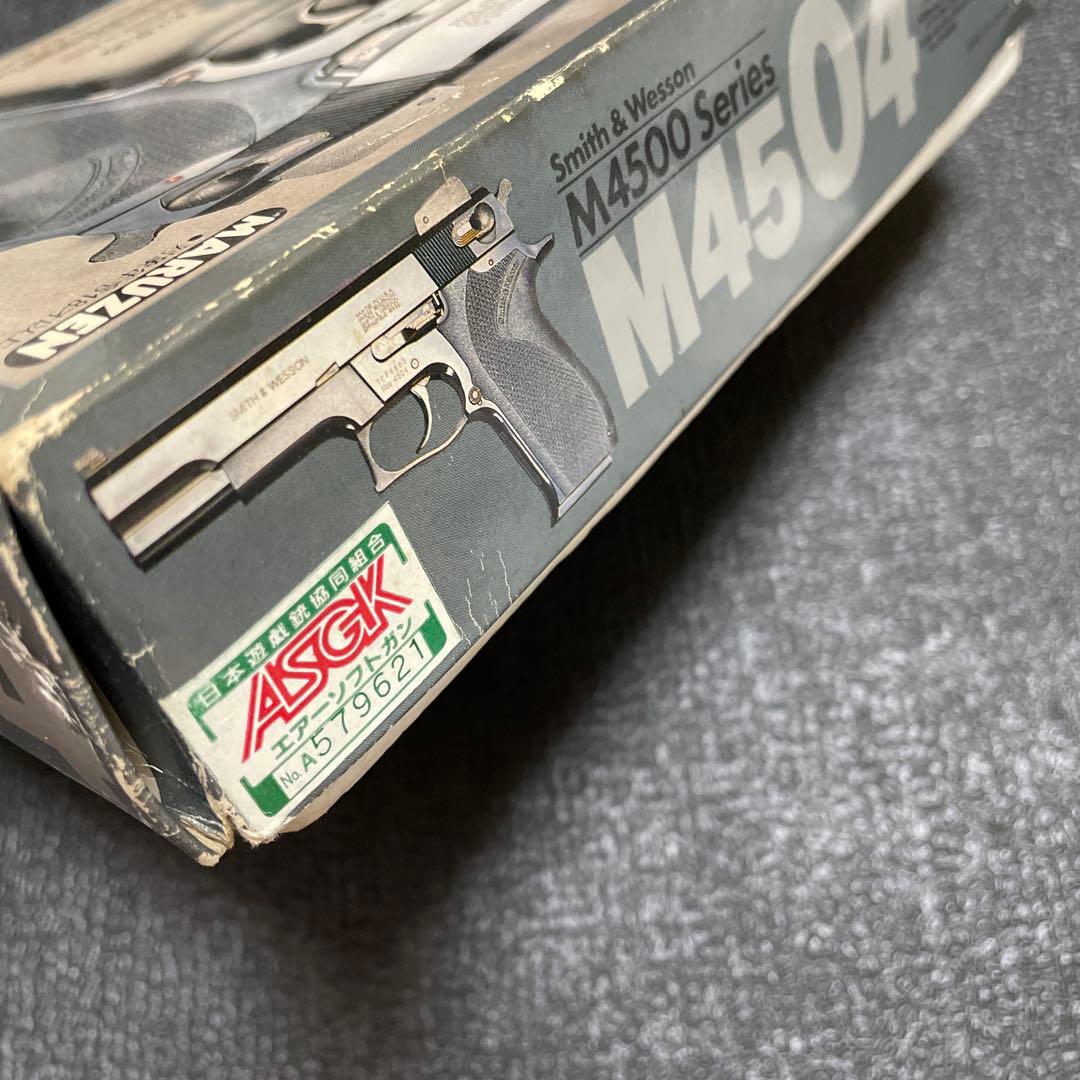 Smith & Wesson
M4500 Series
M4504
MARUZEN
SMITH & WESSON
日本遊戯銃協同組合
ASGK
エアーソフトガン
No. A579621